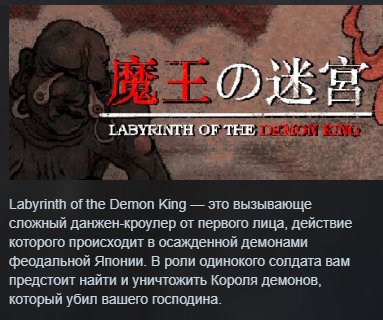 魔王の迷宮
LABYRINTH OF THE DEMON KING
Labyrinth of the Demon King — это вызывающе
сложный данжен-кроулер от первого лица, действие
которого происходит в осажденной демонами
феодальной Японии. В роли одинокого солдата вам
предстоит найти и уничтожить Короля демонов,
который убил вашего господина.